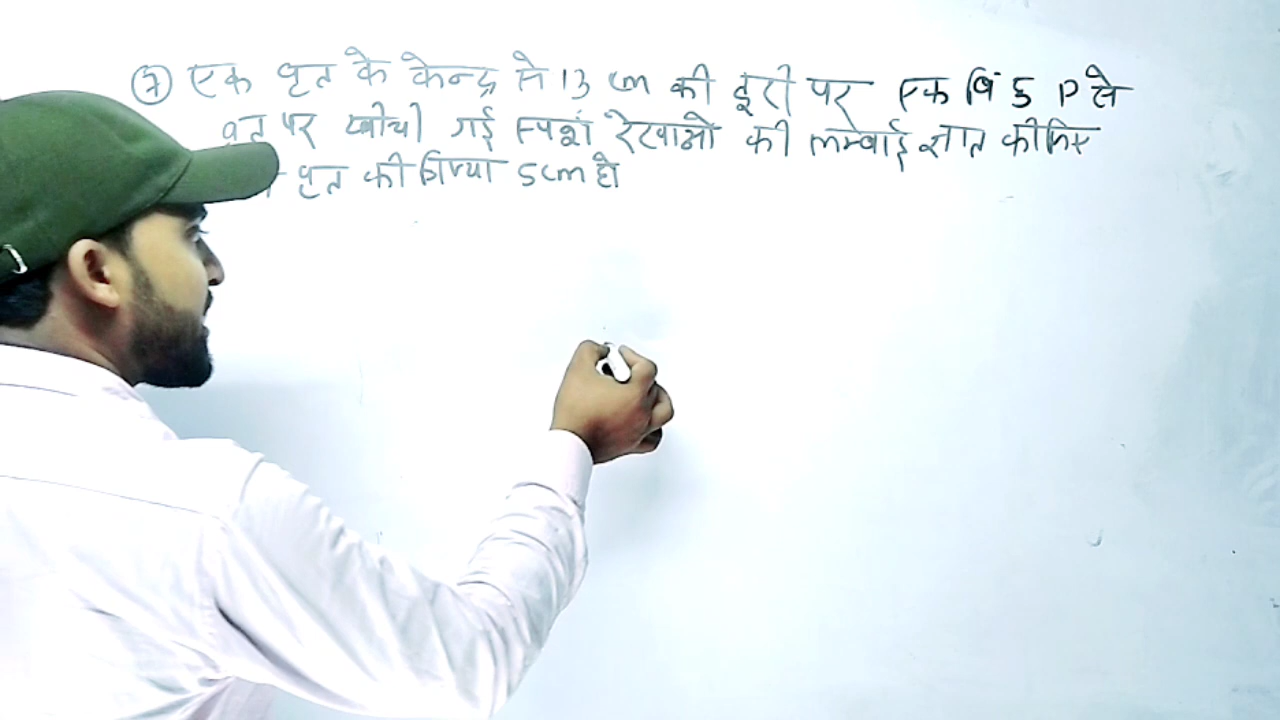 ⑦ एक वृत के केन्द्र से 13 cm की दूरी पर एक बिंदु P से
वृत पर खीची गई स्पर्श रेखाओ की लम्बाई ज्ञात कीजिए
वृत की त्रिज्या 5cm हो